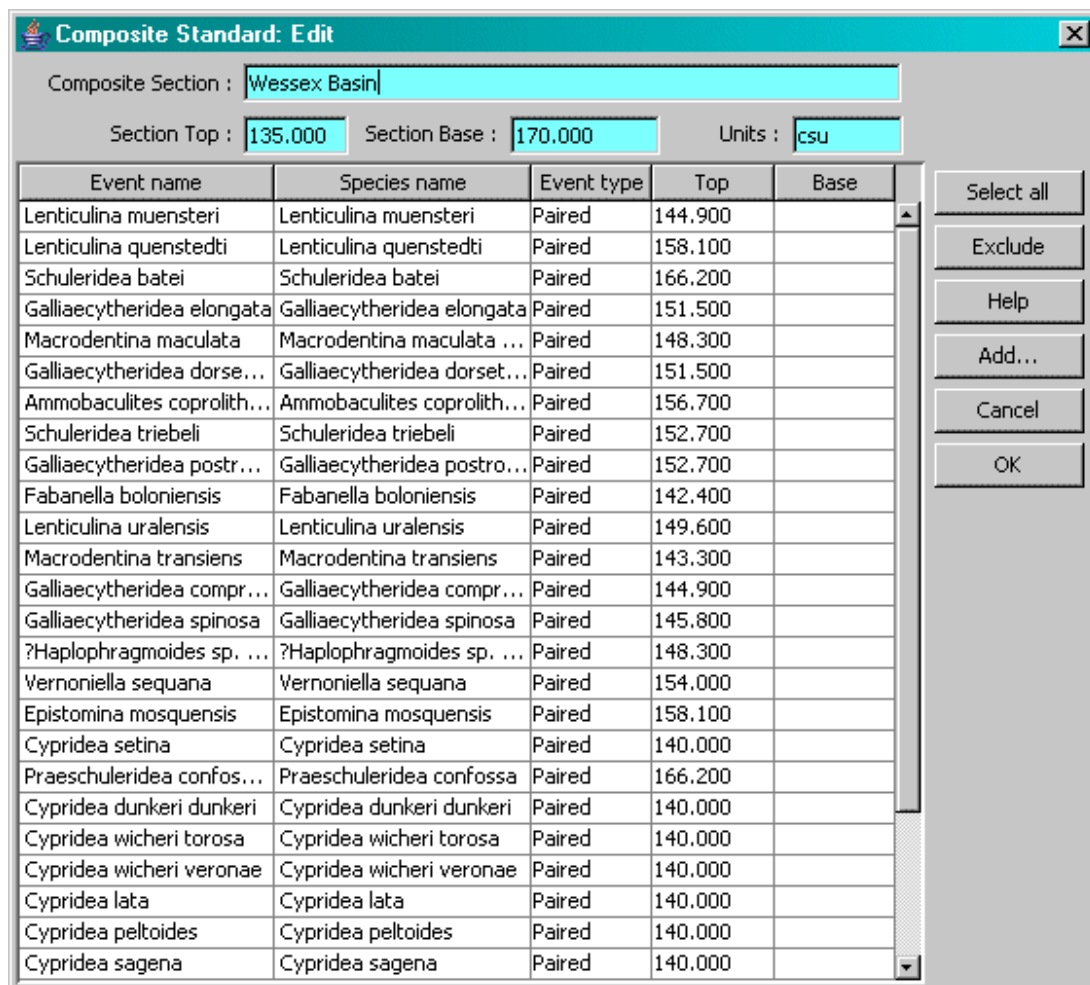 Composite Standard: Edit
Composite Section : Wessex Basin
Section Top : 135.000 Section Base : 170.000 Units : csu
Event name Species name Event type Top Base
Lenticulina muensteri Lenticulina muensteri Paired 144.900
Lenticulina quenstedti Lenticulina quenstedti Paired 158.100
Schuleridea batei Schuleridea batei Paired 166.200
Galliaecytheridea elongata Galliaecytheridea elongata Paired 151.500
Macrodentina maculata Macrodentina maculata ... Paired 148.300
Galliaecytheridea dorse... Galliaecytheridea dorset... Paired 151.500
Ammobaculites coprolith... Ammobaculites coprolith... Paired 156.700
Schuleridea triebeli Schuleridea triebeli Paired 152.700
Galliaecytheridea postr... Galliaecytheridea postro... Paired 152.700
Fabanella boloniensis Fabanella boloniensis Paired 142.400
Lenticulina uralensis Lenticulina uralensis Paired 149.600
Macrodentina transiens Macrodentina transiens Paired 143.300
Galliaecytheridea compr... Galliaecytheridea compr... Paired 144.900
Galliaecytheridea spinosa Galliaecytheridea spinosa Paired 145.800
?Haplophragmoides sp. ... ?Haplophragmoides sp. ... Paired 148.300
Vernoniella sequana Vernoniella sequana Paired 154.000
Epistomina mosquensis Epistomina mosquensis Paired 158.100
Cypridea setina Cypridea setina Paired 140.000
Praeschuleridea confos... Praeschuleridea confossa Paired 166.200
Cypridea dunkeri dunkeri Cypridea dunkeri dunkeri Paired 140.000
Cypridea wicheri torosa Cypridea wicheri torosa Paired 140.000
Cypridea wicheri veronae Cypridea wicheri veronae Paired 140.000
Cypridea lata Cypridea lata Paired 140.000
Cypridea peltoides Cypridea peltoides Paired 140.000
Cypridea sagena Cypridea sagena Paired 140.000
Select all
Exclude
Help
Add...
Cancel
OK